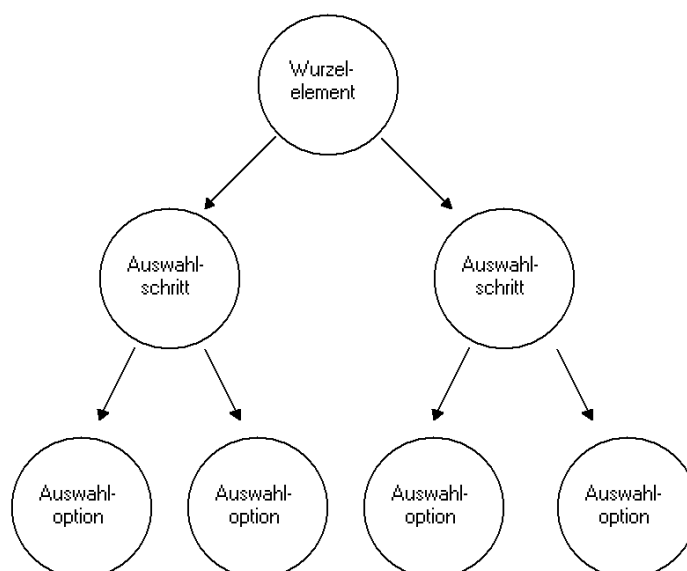 Wurzel-
element
Auswahl-
schritt
Auswahl-
schritt
Auswahl-
option
Auswahl-
option
Auswahl-
option
Auswahl-
option